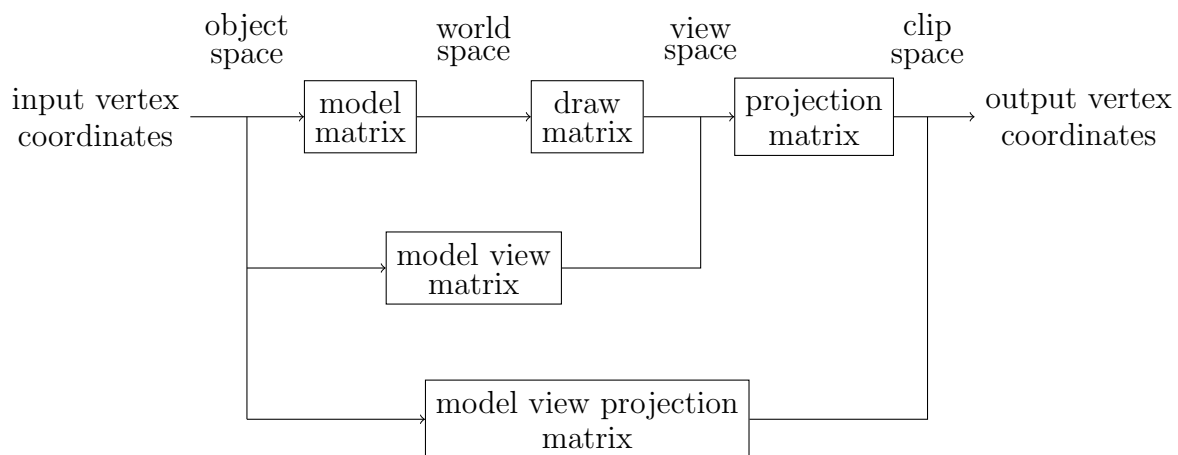 object
space
world
space
view
space
clip
space
input vertex
coordinates
model
matrix
draw
matrix
projection
matrix
output vertex
coordinates
model view
matrix
model view projection
matrix